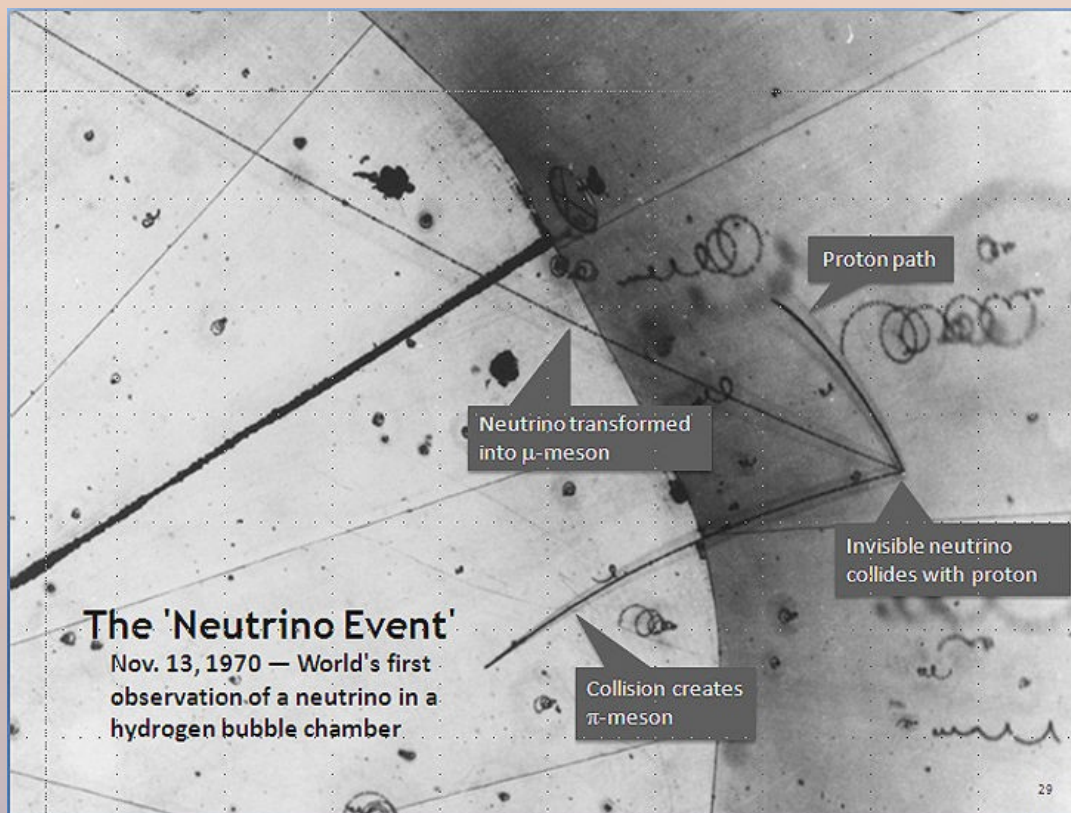 Proton path
Neutrino transformed
into μ-meson
Invisible neutrino
collides with proton
The 'Neutrino Event'
Nov. 13, 1970 — World's first
observation of a neutrino in a
hydrogen bubble chamber
Collision creates
π-meson
29